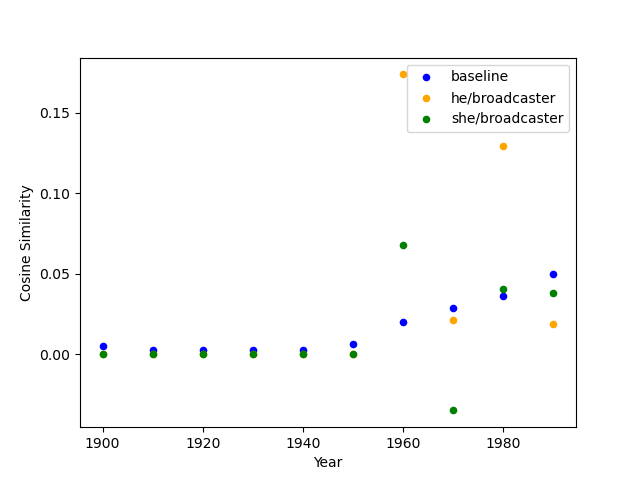 baseline
he/broadcaster
she/broadcaster
0.15
0.10
0.05
0.00
Cosine Similarity
1900
1920
1940
1960
1980
Year